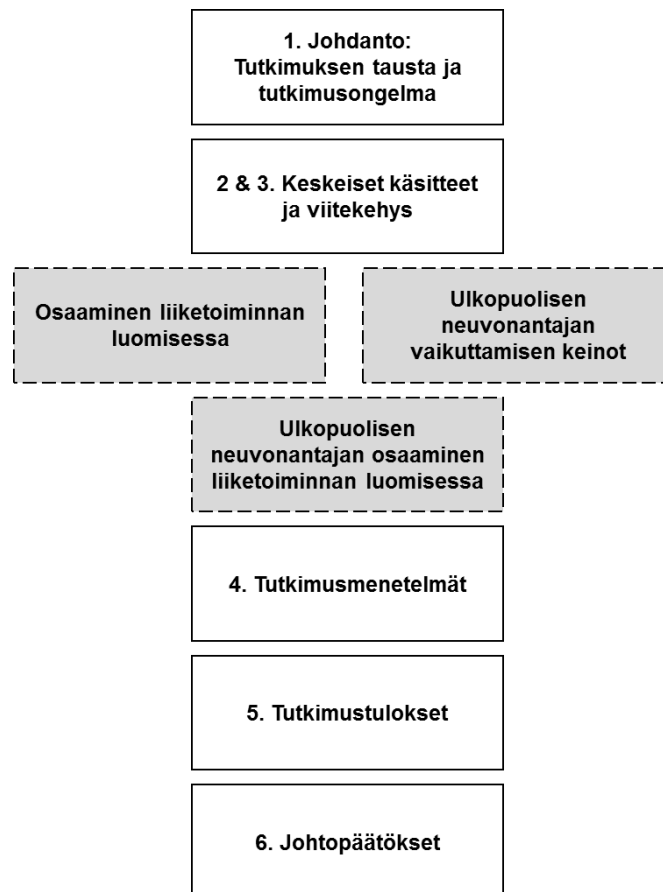 1. Johdanto:
Tutkimuksen tausta ja
tutkimusongelma
2 & 3. Keskeiset käsitteet
ja viitekehys
Osaaminen liiketoiminnan
luomisessa
Ulkopuolisen
neuvonantajan
vaikuttamisen keinot
Ulkopuolisen
neuvonantajan osaaminen
liiketoiminnan luomisessa
4. Tutkimusmenetelmät
5. Tutkimustulokset
6. Johtopäätökset